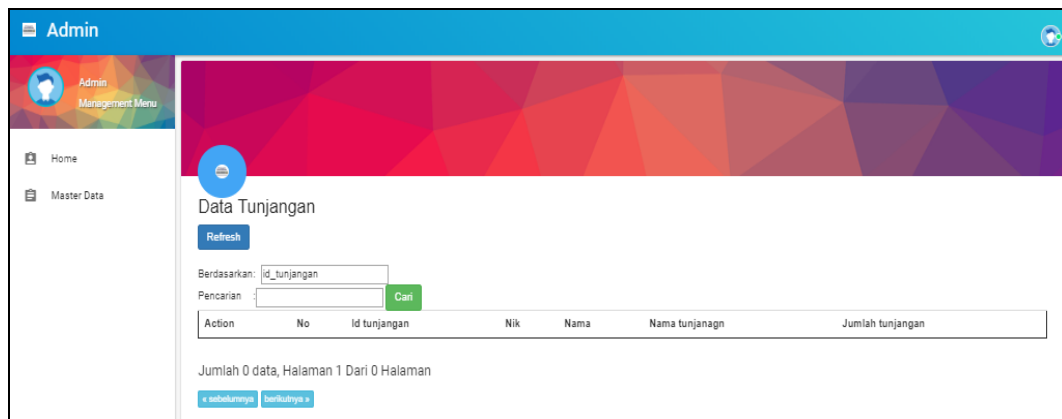 Admin
Admin
Management Menu
Home
Master Data
Data Tunjangan
Refresh
Berdasarkan: id_tunjangan
Pencarian : Cari
Action No Id tunjangan Nik Nama Nama tunjanagn Jumlah tunjangan
Jumlah 0 data, Halaman 1 Dari 0 Halaman
« sebelumnya berikutnya »